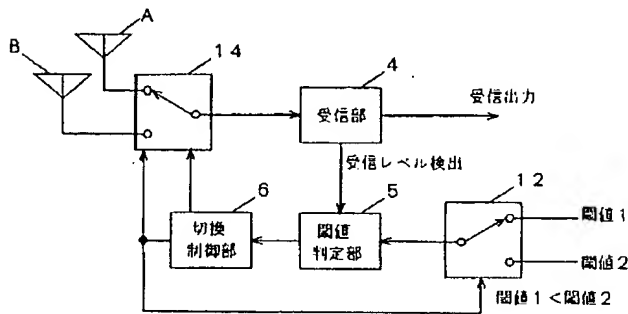 A
B
14
4
受信部
受信出力
受信レベル検出
6
切換
制御部
5
閾値
判定部
12
閾値1
閾値2
閾値1<閾値2